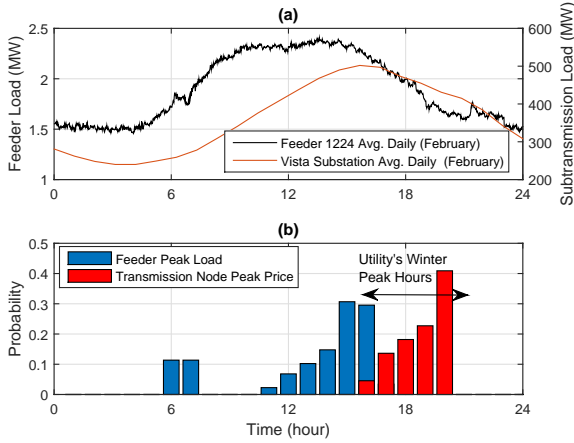 (a)
Feeder Load (MW)
2.5
2
1.5
1
600
500
400
300
200
Subtransmission Load (MW)
Feeder 1224 Avg. Daily (February)
Vista Substation Avg. Daily (February)
0 6 12 18 24
(b)
Probability
0.5
0.4
0.3
0.2
0.1
0
Feeder Peak Load
Transmission Node Peak Price
Utility's Winter
Peak Hours
0 6 12 18 24
Time (hour)